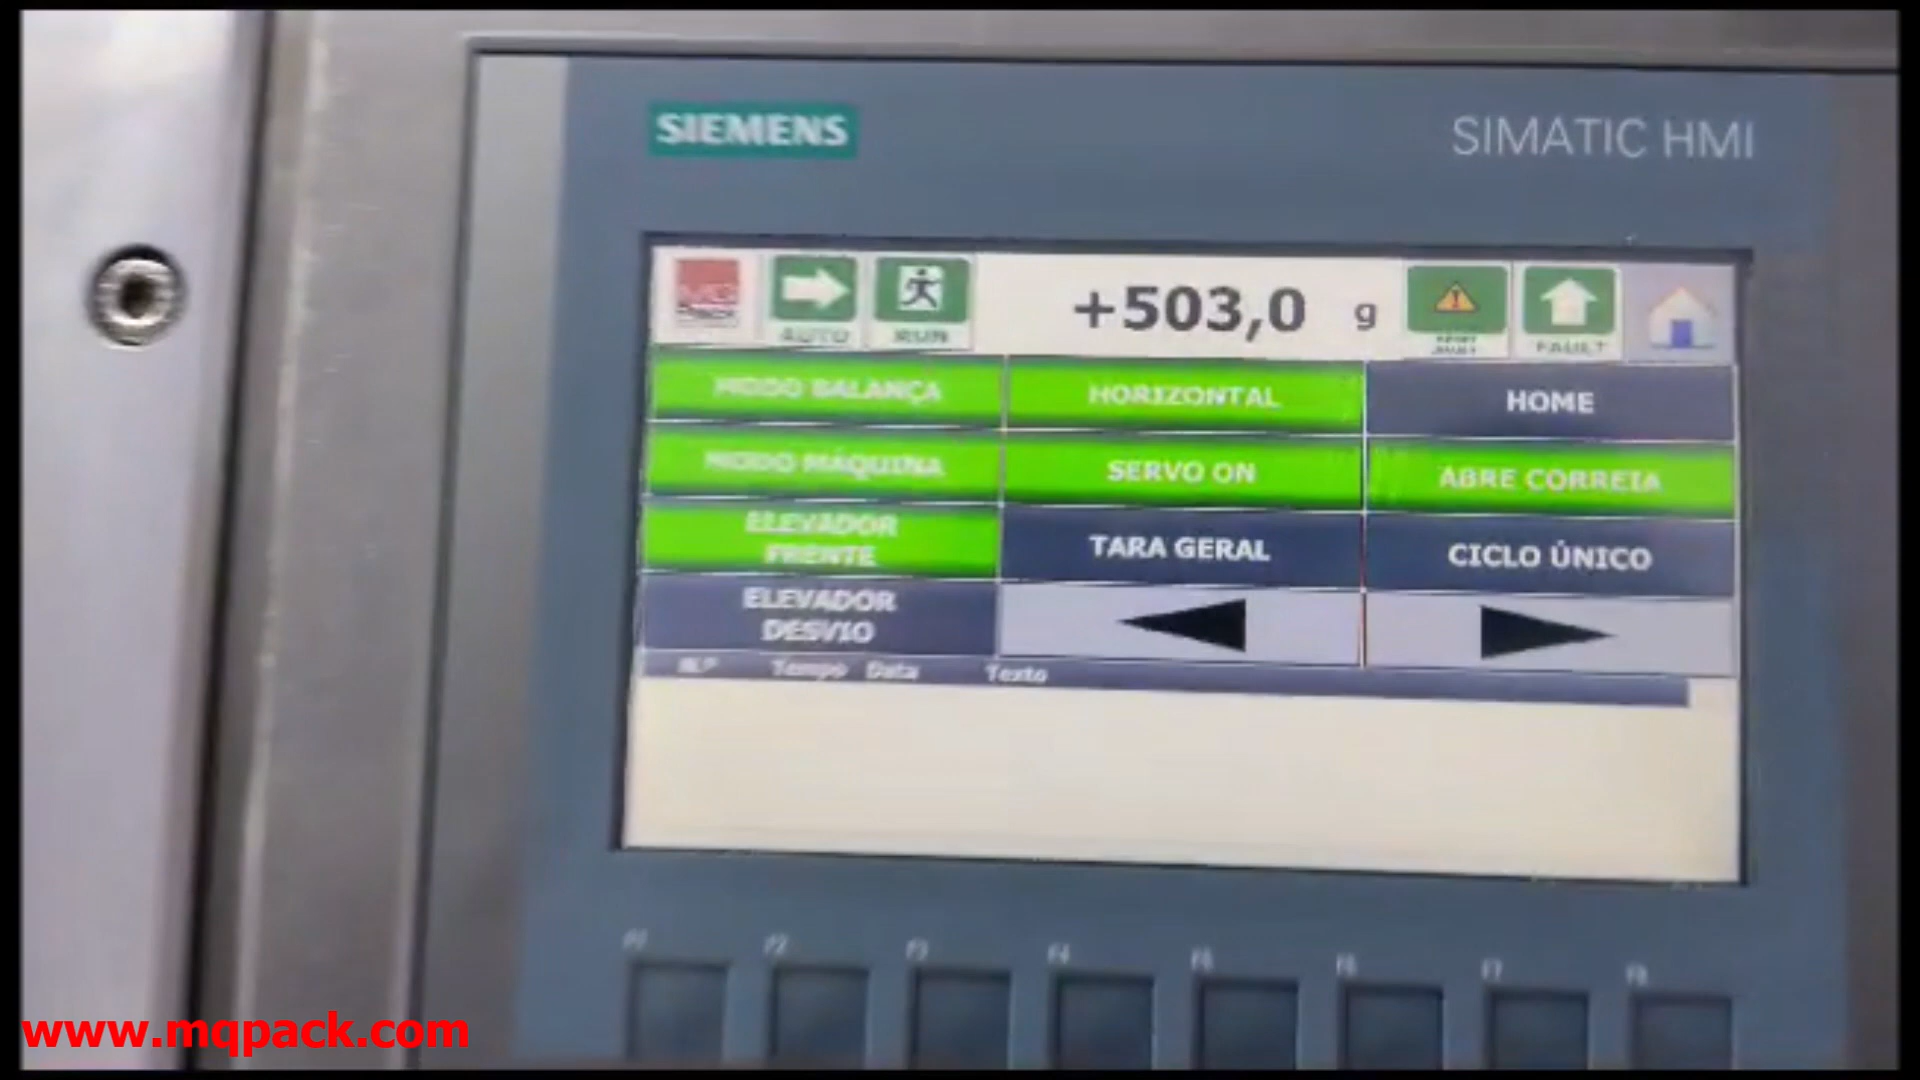 SIEMENS
SIMATIC HMI
AUTO
RUN
+503,0 g
FAULT
MODO BALANÇA
HORIZONTAL
HOME
MODO MÁQUINA
SERVO ON
ABRE CORREIA
ELEVADOR
FRENTE
TARA GERAL
CICLO ÚNICO
ELEVADOR
DESVIO
Tempo Data Texto
F1 F2 F3 F4 F5 F6 F7 F8
www.mqpack.com